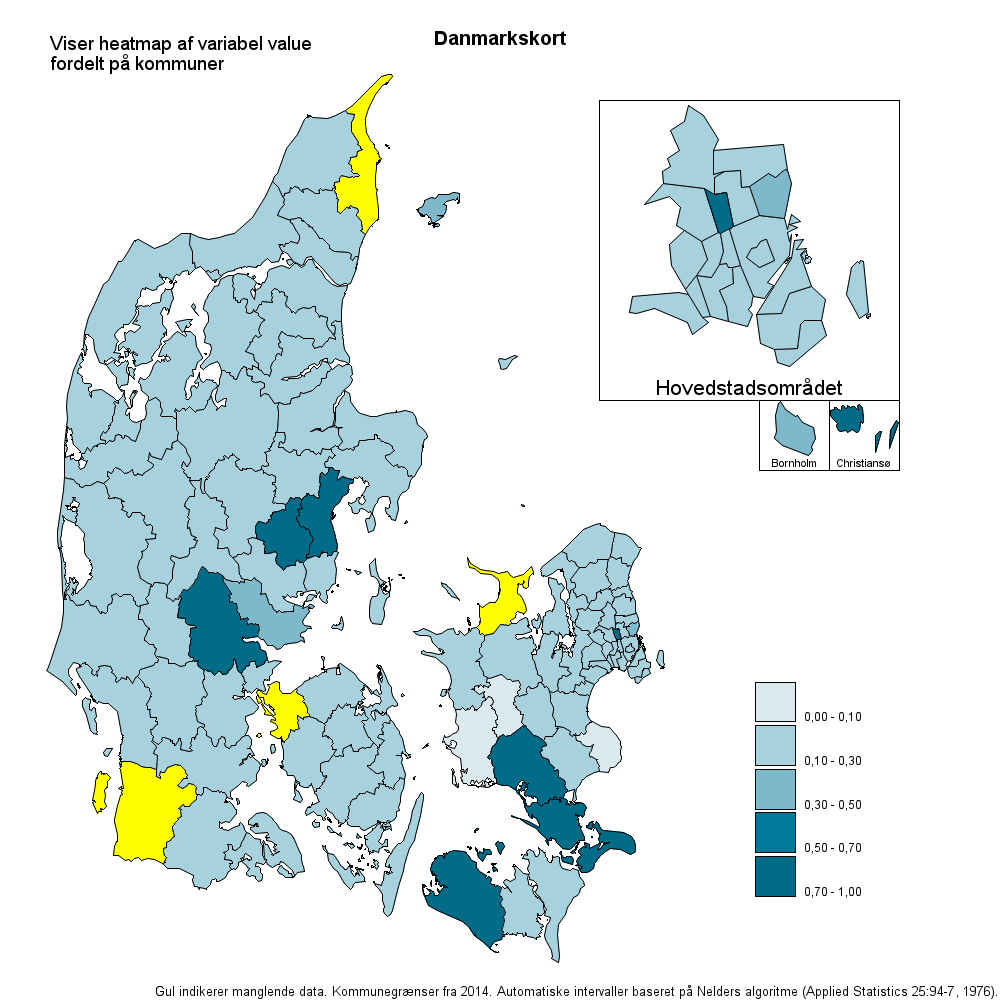 Danmarkskort
Viser heatmap af variabel value
fordelt på kommuner
Hovedstadsområdet
Bornholm
Christiansø
0,00 - 0,10
0,10 - 0,30
0,30 - 0,50
0,50 - 0,70
0,70 - 1,00
Gul indikerer manglende data. Kommunegrænser fra 2014. Automatiske intervaller baseret på Nelders algoritme (Applied Statistics 25:94-7, 1976).